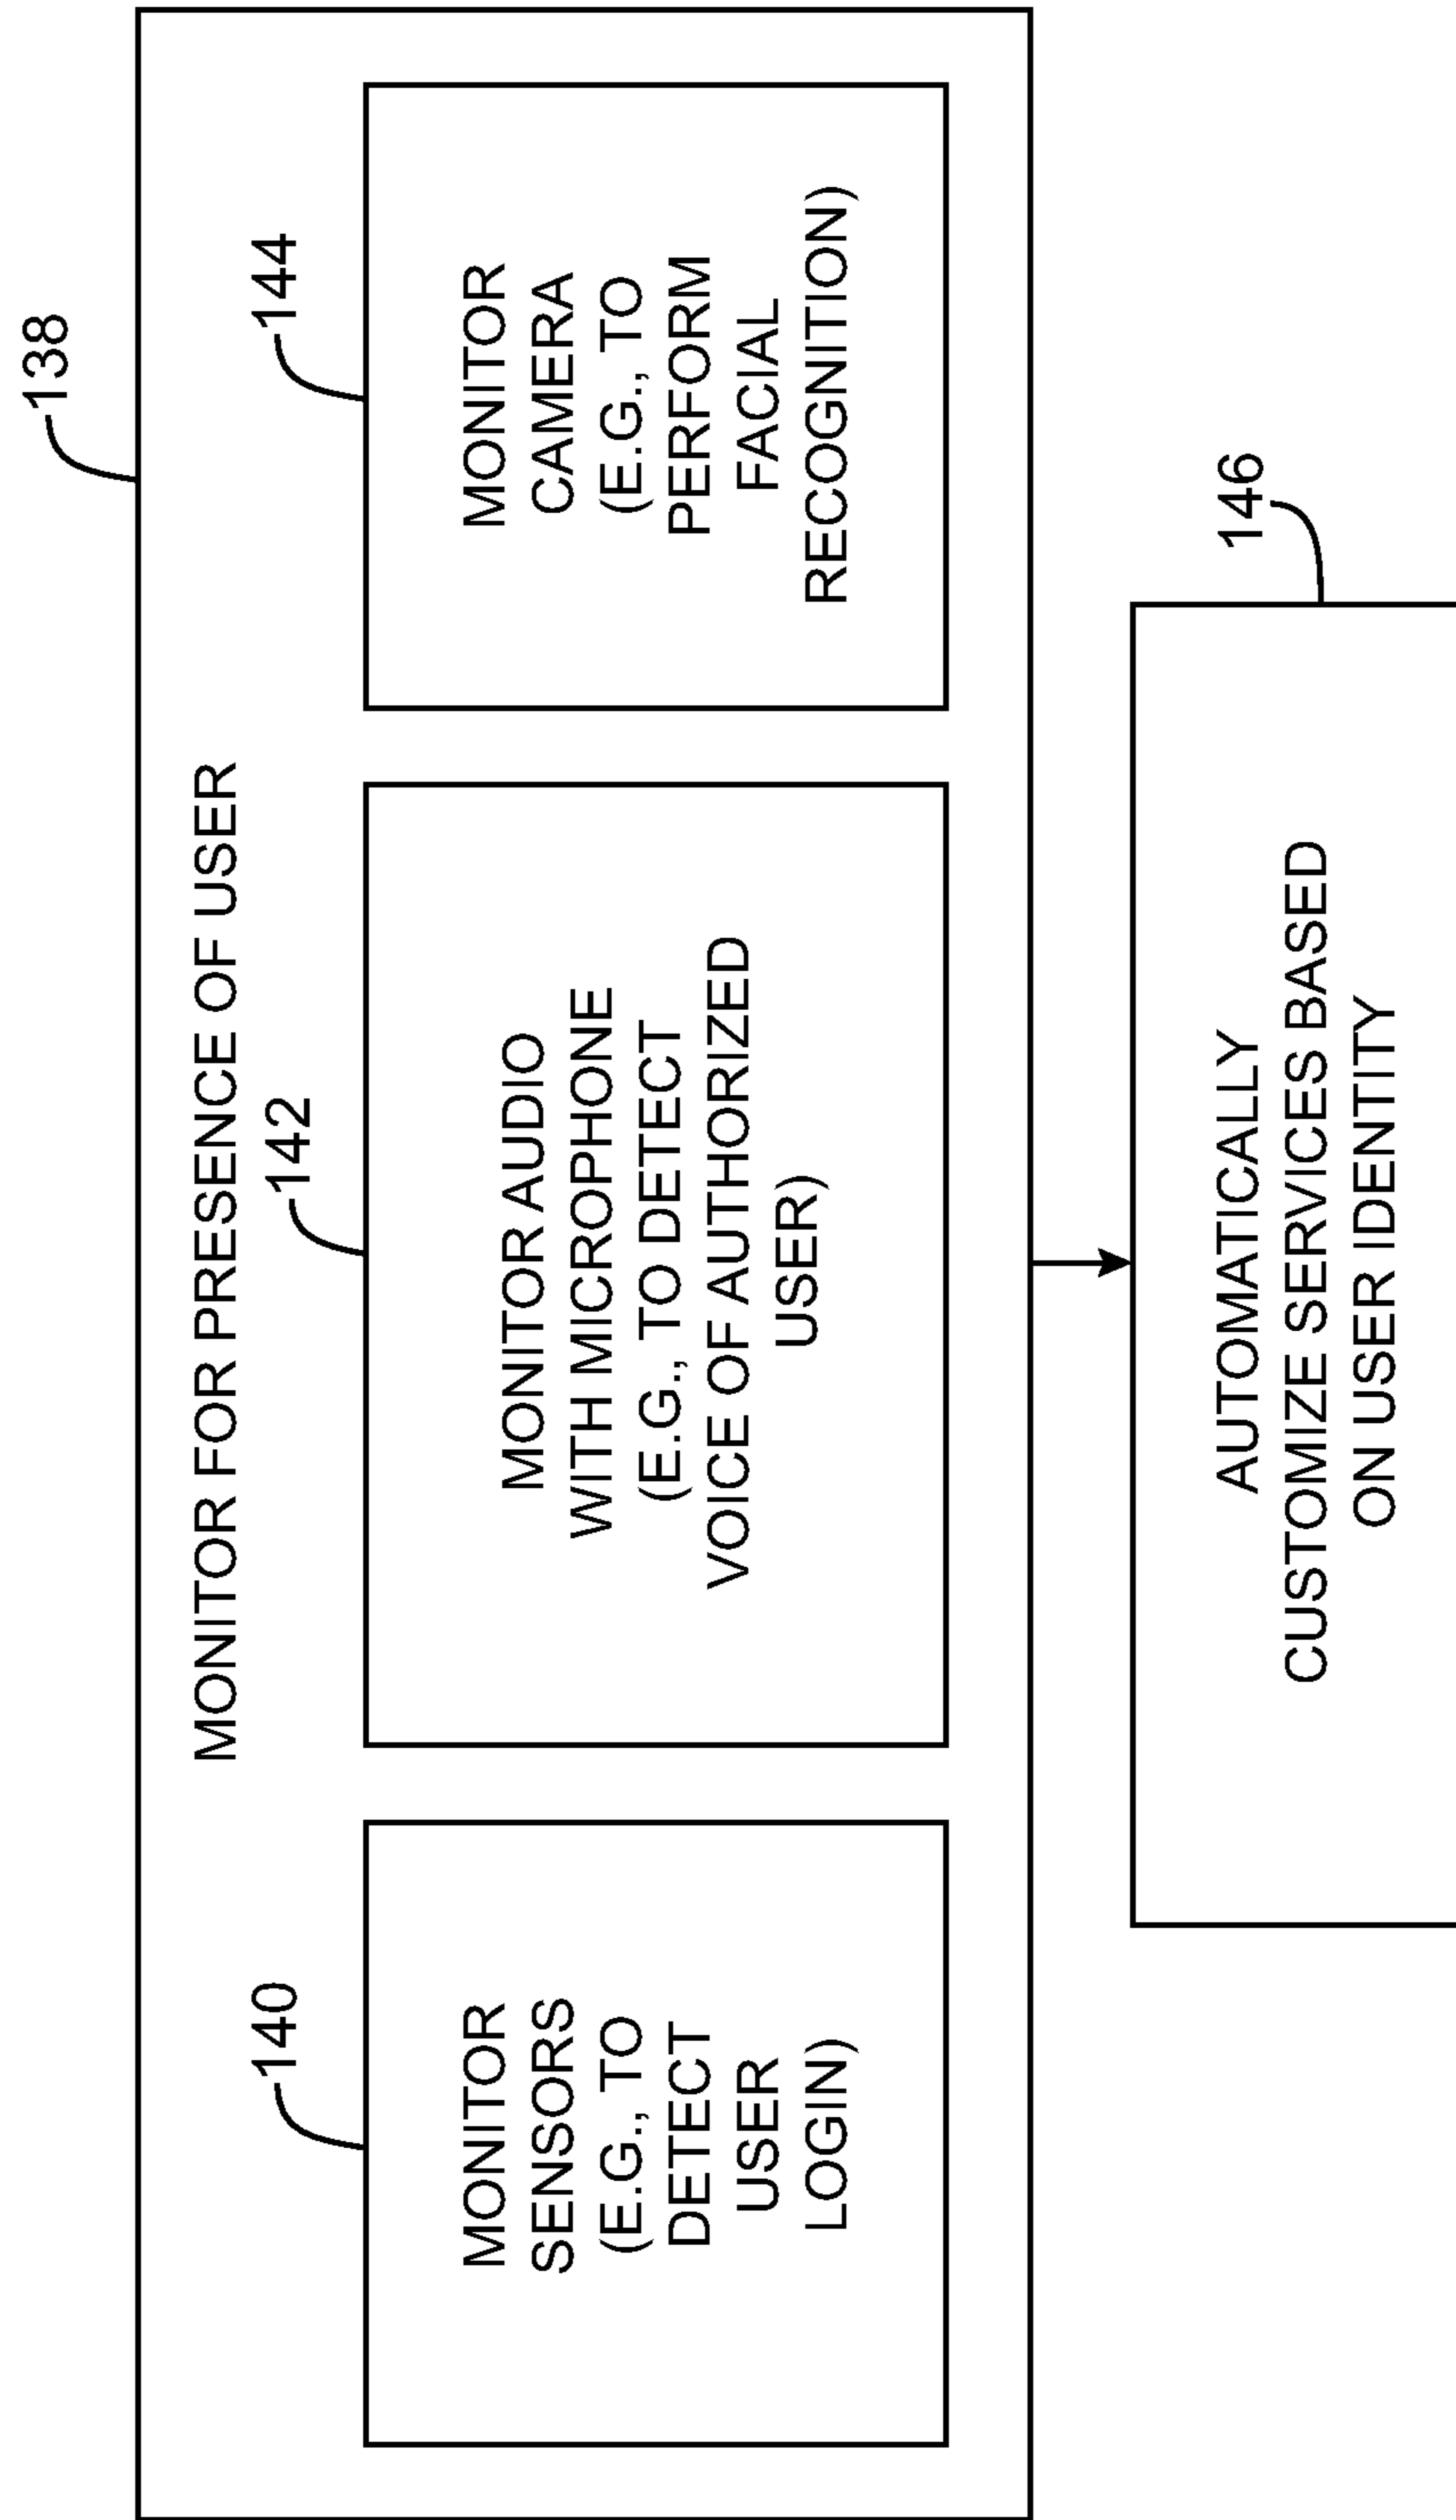 138
MONITOR FOR PRESENCE OF USER
140
MONITOR
SENSORS
(E.G., TO
DETECT
USER
LOGIN)
142
MONITOR AUDIO
WITH MICROPHONE
(E.G., TO DETECT
VOICE OF AUTHORIZED
USER)
144
MONITOR
CAMERA
(E.G., TO
PERFORM
FACIAL
RECOGNITION)
146
AUTOMATICALLY
CUSTOMIZE SERVICES BASED
ON USER IDENTITY